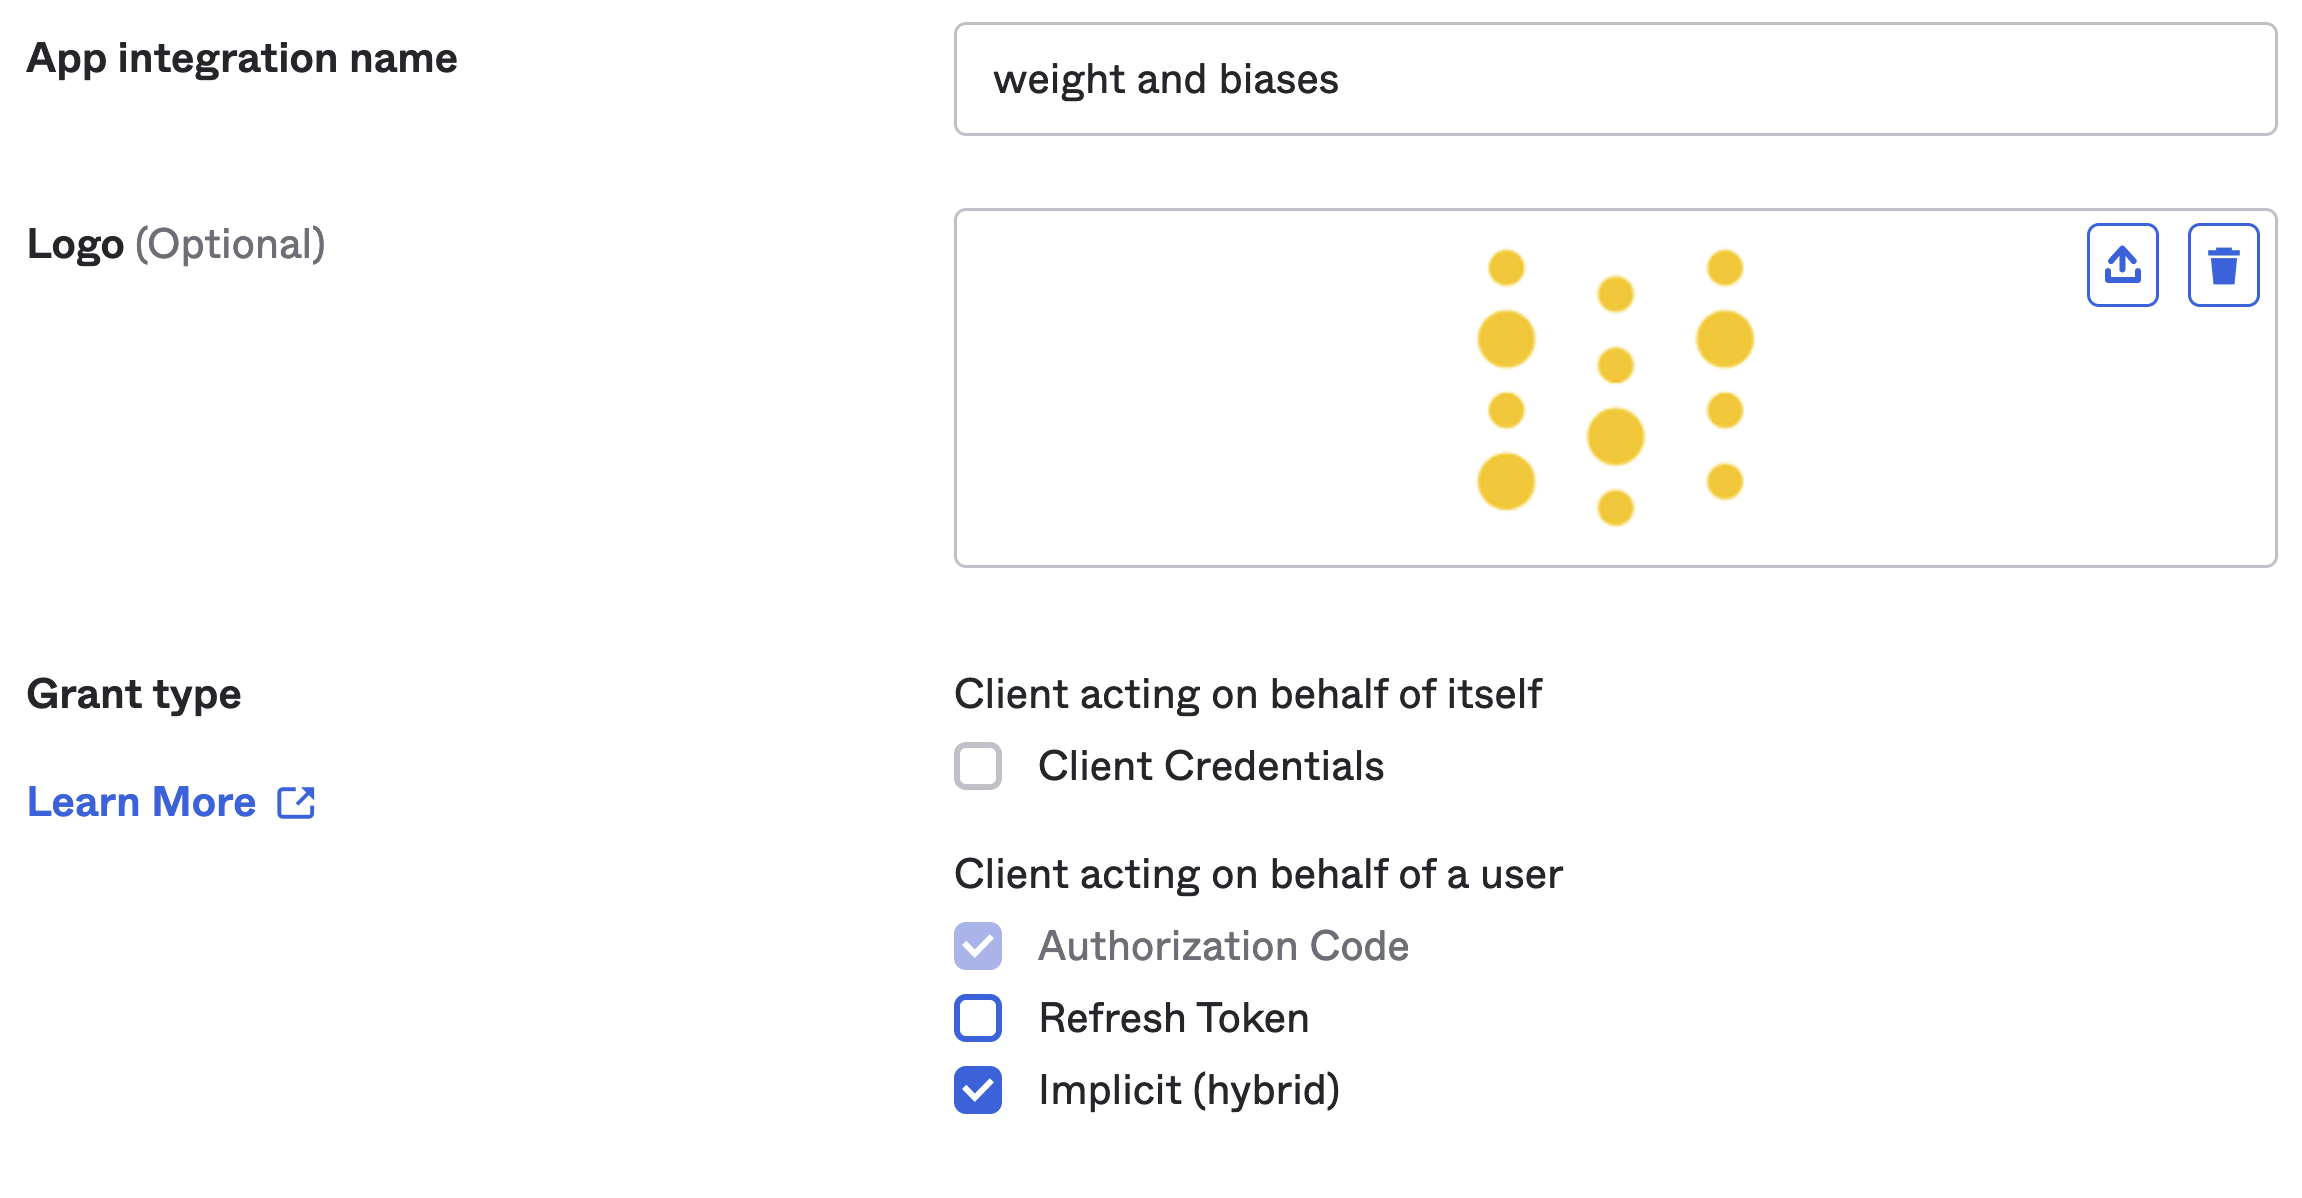 App integration name
weight and biases
Logo (Optional)
Grant type
Client acting on behalf of itself
Client Credentials
Learn More
Client acting on behalf of a user
Authorization Code
Refresh Token
Implicit (hybrid)